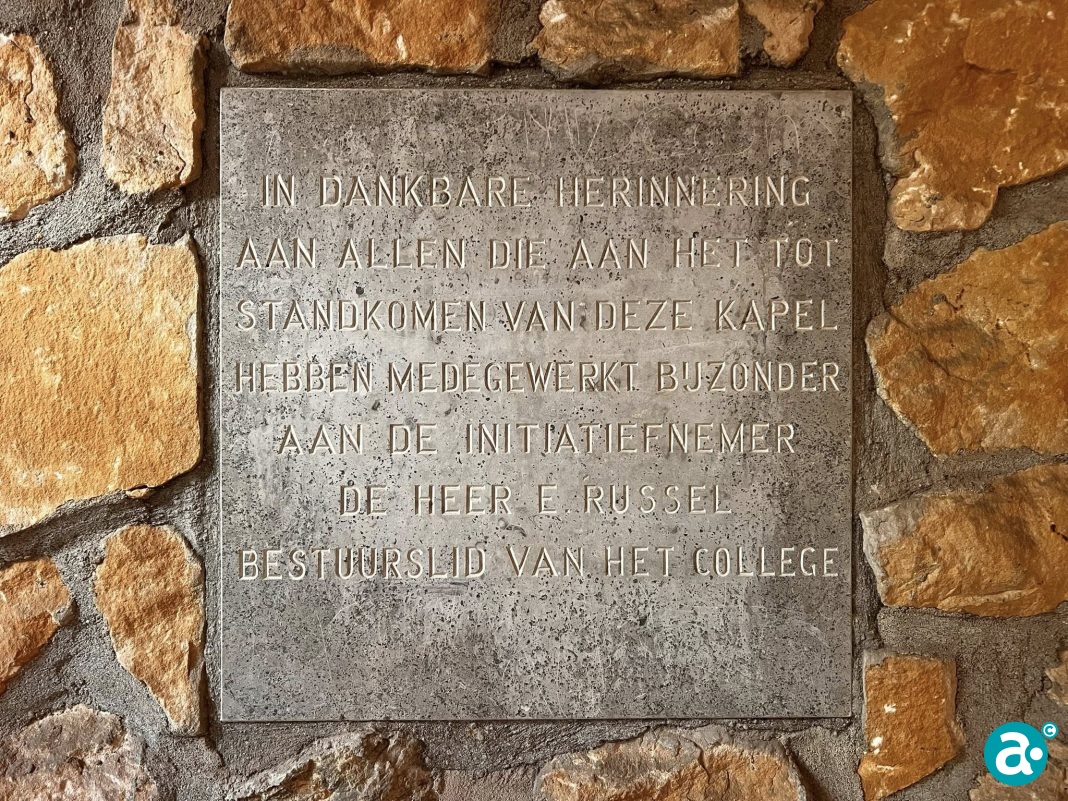 IN DANKBARE HERINNERING
AAN ALLEN DIE AAN HET TOT
STANDKOMEN VAN DEZE KAPEL
HEBBEN MEDEGEWERKT BIJZONDER
AAN DE INITIATIEFNEMER
DE HEER E. RUSSEL
BESTUURSLID VAN HET COLLEGE
a.
©